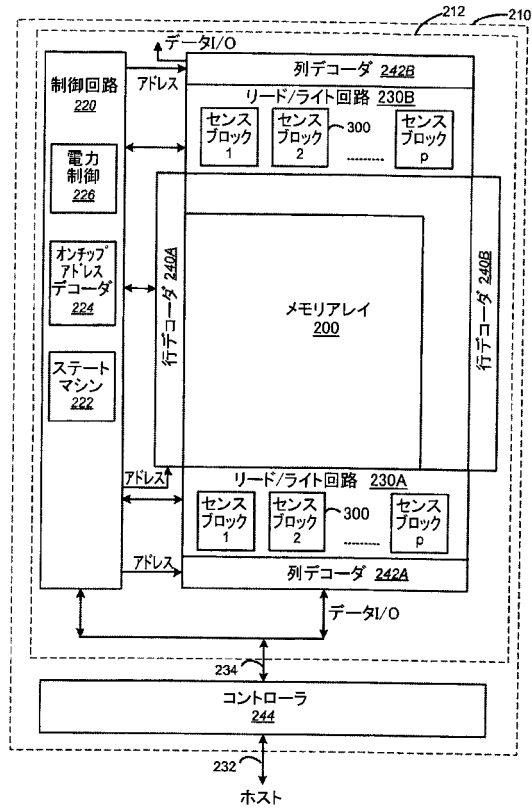 212
210
データI/O
制御回路
220
アドレス
列デコーダ 242B
リード/ライト回路 230B
センス
ブロック
1
センス
ブロック
2
300
........
センス
ブロック
p
電力
制御
226
オンチップ
アドレス
デコーダ
224
ステート
マシン
222
行デコーダ 240A
メモリアレイ
200
行デコーダ 240B
アドレス
リード/ライト回路 230A
センス
ブロック
1
センス
ブロック
2
300
........
センス
ブロック
p
アドレス
列デコーダ 242A
データI/O
234
コントローラ
244
232
ホスト